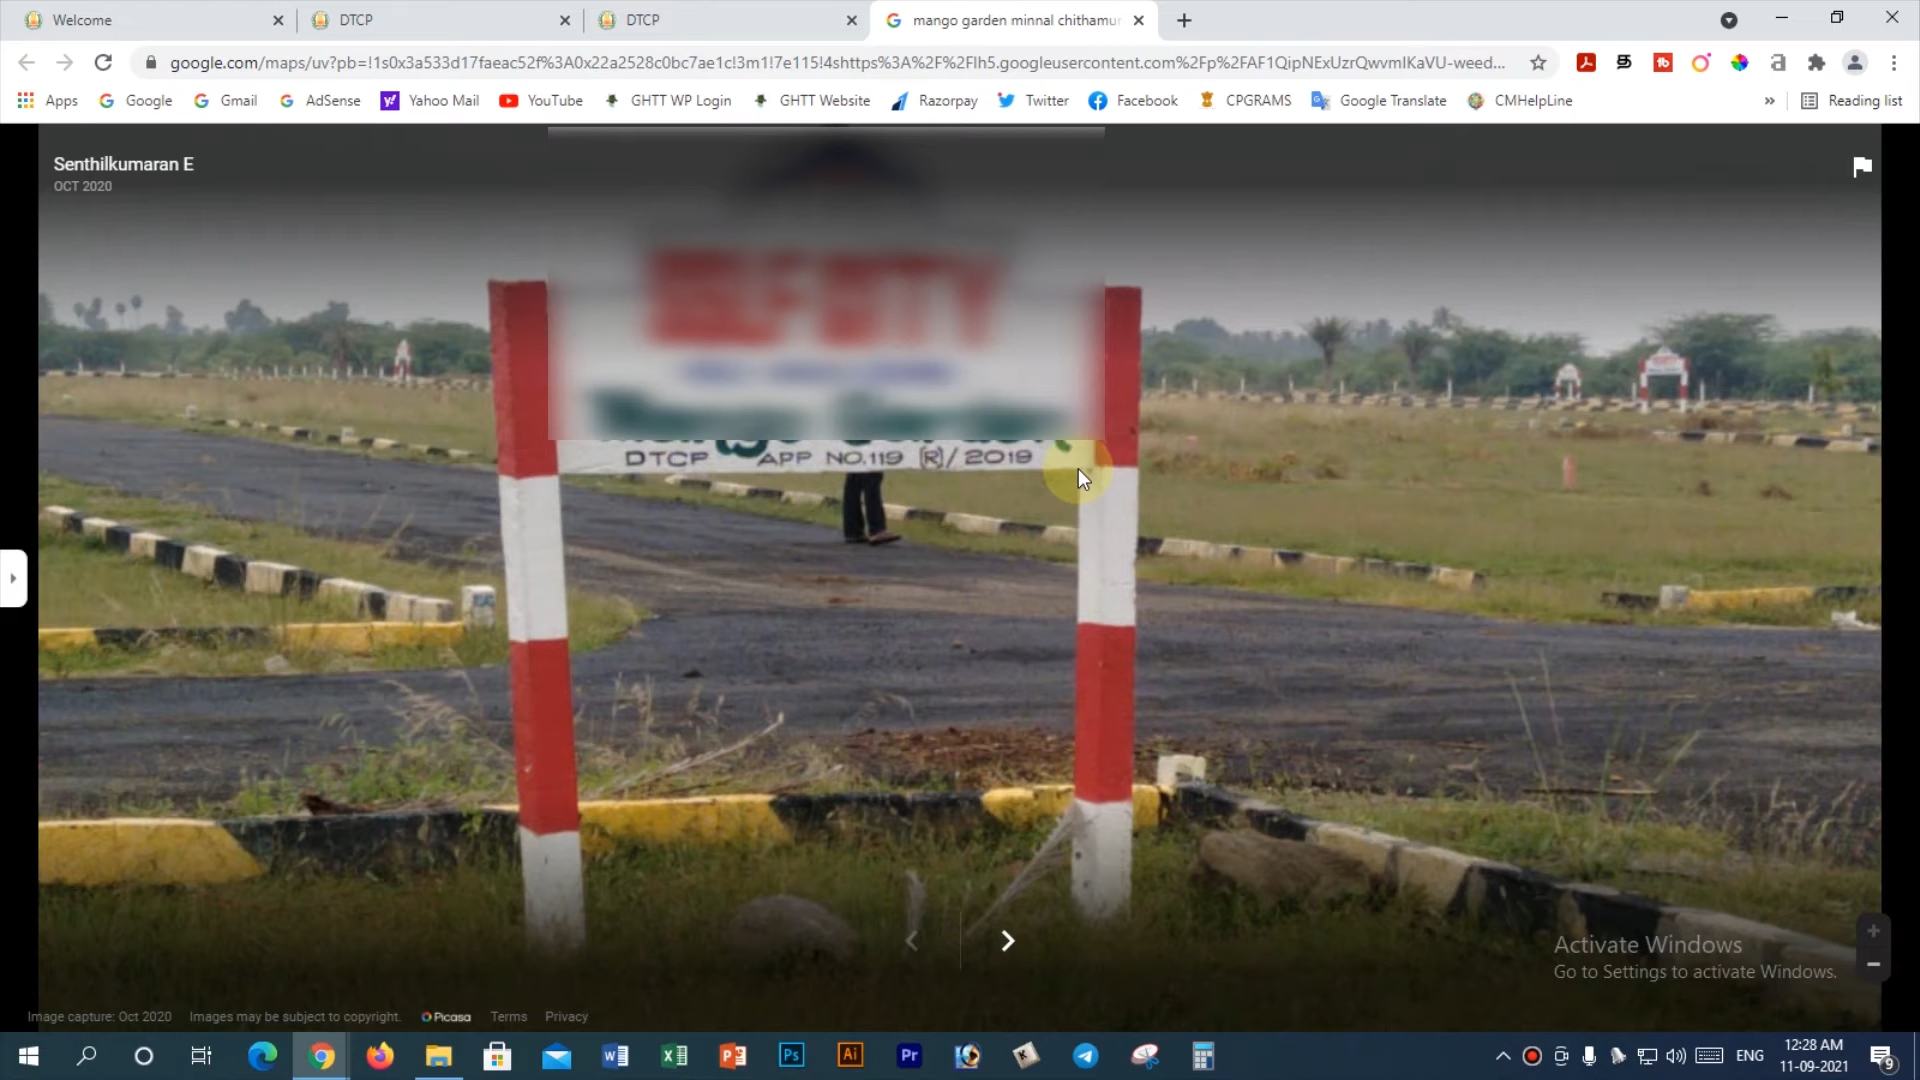 Welcome
DTCP
DTCP
mango garden minnal chithamur
google.com/maps/uv?pb=!1s0x3a533d17faeac52f%3A0x22a2528c0bc7ae1c!3m1!7e115!4shttps%3A%2F%2Flh5.googleusercontent.com%2Fp%2FAF1QipNExUzrQwvmIKaVU-weed...
Apps
Google
Gmail
AdSense
Yahoo Mail
YouTube
GHTT WP Login
GHTT Website
Razorpay
Twitter
Facebook
CPGRAMS
Google Translate
CMHelpLine
»
Reading list
Senthilkumaran E
OCT 2020
DTCP APP NO.119 (R)/2019
Activate Windows
Go to Settings to activate Windows.
Image capture: Oct 2020 Images may be subject to copyright. Picasa Terms Privacy
ENG
12:28 AM
11-09-2021
9